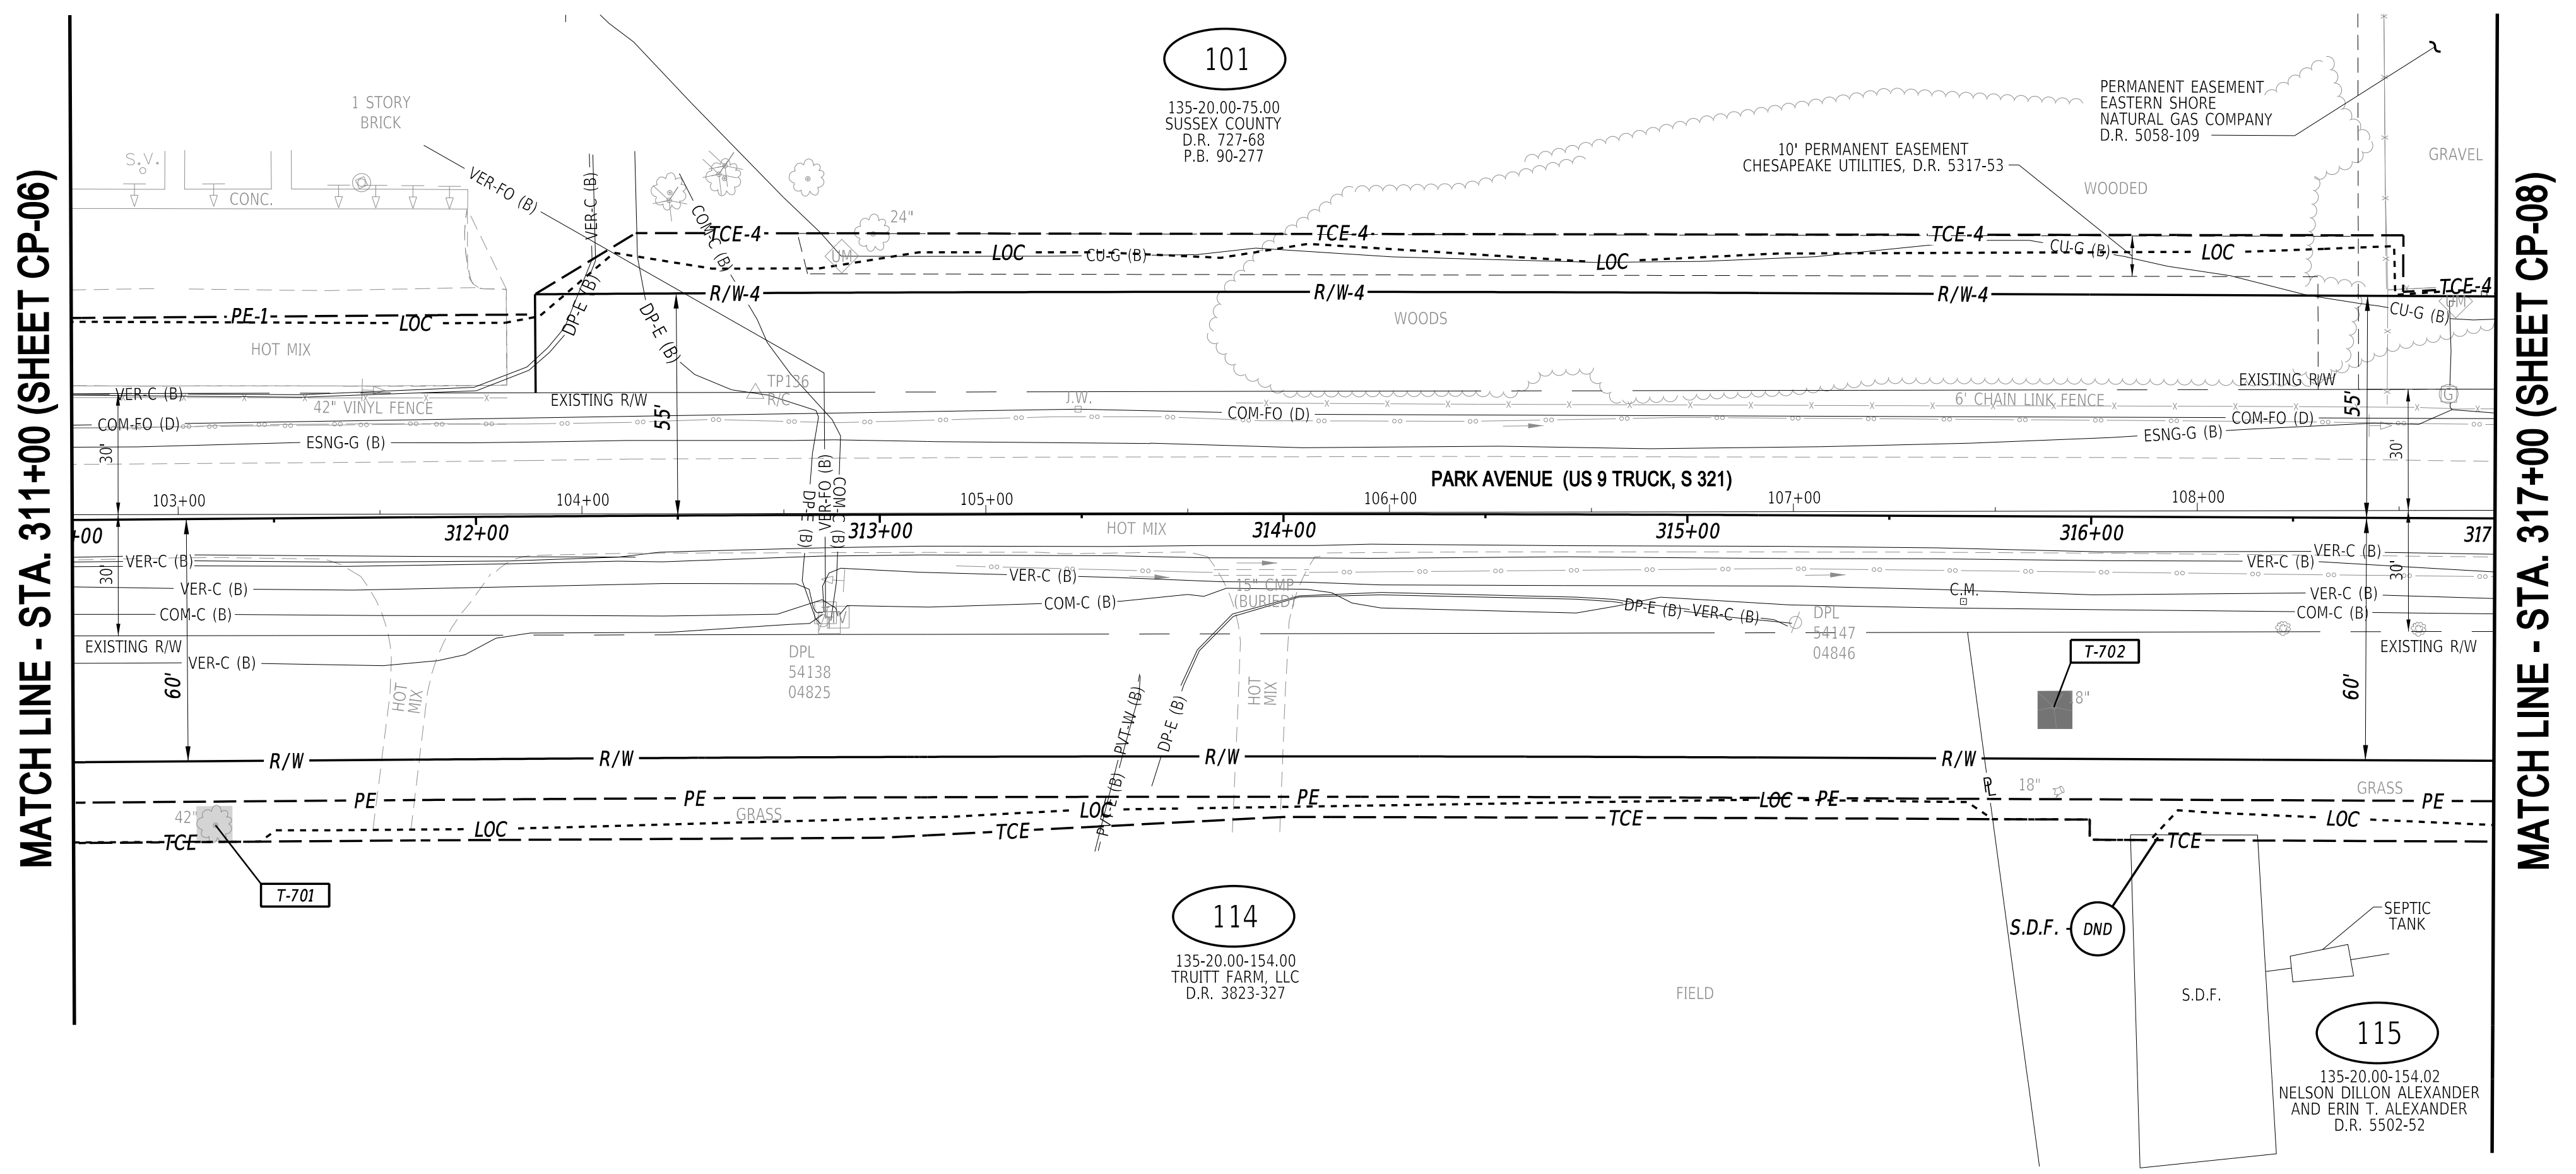 MATCH LINE - STA. 311+00 (SHEET CP-06)
MATCH LINE - STA. 317+00 (SHEET CP-08)
101
135-20.00-75.00
SUSSEX COUNTY
D.R. 727-68
P.B. 90-277
1 STORY
BRICK
S.V.
CONC.
VER-FO (B)
VER-C (B)
COM-C (B)
24"
UM
PERMANENT EASEMENT
EASTERN SHORE
NATURAL GAS COMPANY
D.R. 5058-109
10' PERMANENT EASEMENT
CHESAPEAKE UTILITIES, D.R. 5317-53
GRAVEL
WOODED
TCE-4
TCE-4
TCE-4
TCE-4
LOC
CU-G (B)
LOC
CU-G (B)
LOC
PE-1
LOC
DP-E (B)
DP-E (B)
R/W-4
R/W-4
R/W-4
UM
CU-G (B)
WOODS
HOT MIX
VER-C (B)
42" VINYL FENCE
EXISTING R/W
TP136
R/C
J.W.
EXISTING R/W
6' CHAIN LINK FENCE
G
COM-FO (D)
COM-FO (D)
COM-FO (D)
ESNG-G (B)
ESNG-G (B)
30'
55'
55'
30'
DP-E (B)
VER-FO (B)
COM-C (B)
PARK AVENUE (US 9 TRUCK, S 321)
103+00
104+00
105+00
106+00
107+00
108+00
+00
312+00
313+00
314+00
315+00
316+00
317
HOT MIX
VER-C (B)
VER-C (B)
VER-C (B)
VER-C (B)
VER-C (B)
VER-C (B)
COM-C (B)
COM-C (B)
COM-C (B)
15" CMP
(BURIED)
DP-E (B)
VER-C (B)
C.M.
30'
30'
EXISTING R/W
VER-C (B)
EXISTING R/W
DPL
54138
04825
DPL
54147
04846
T-702
18"
60'
60'
HOT
MIX
HOT
MIX
PVT-W (B)
DP-E (B)
PVT-E (B)
R/W
R/W
R/W
R/W
PL
18"
GRASS
PE
PE
PE
PE
PE
GRASS
42"
LOC
LOC
LOC
LOC
TCE
TCE
TCE
TCE
T-701
114
135-20.00-154.00
TRUITT FARM, LLC
D.R. 3823-327
FIELD
S.D.F.
DND
S.D.F.
SEPTIC
TANK
115
135-20.00-154.02
NELSON DILLON ALEXANDER
AND ERIN T. ALEXANDER
D.R. 5502-52